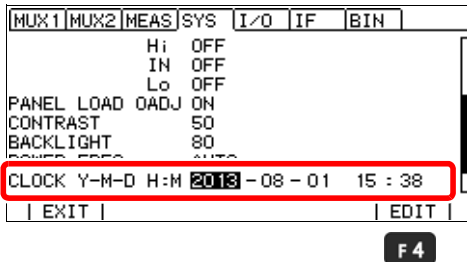 MUX1 MUX2 MEAS SYS I/O IF BIN
Hi OFF
IN OFF
Lo OFF
PANEL LOAD 0ADJ ON
CONTRAST 50
BACKLIGHT 80
CLOCK Y-M-D H:M 2013-08-01 15:38
EXIT EDIT
F4